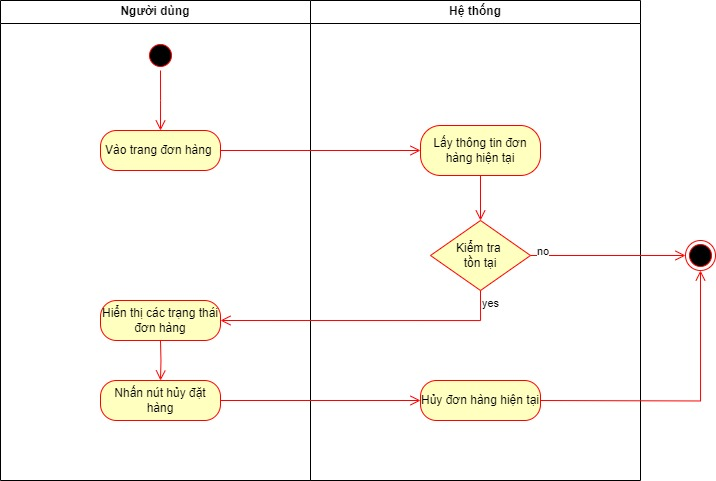 Người dùng
Hệ thống
Vào trang đơn hàng
Lấy thông tin đơn
hàng hiện tại
Kiểm tra
tồn tại
no
yes
Hiển thị các trạng thái
đơn hàng
Nhấn nút hủy đặt
hàng
Hủy đơn hàng hiện tại